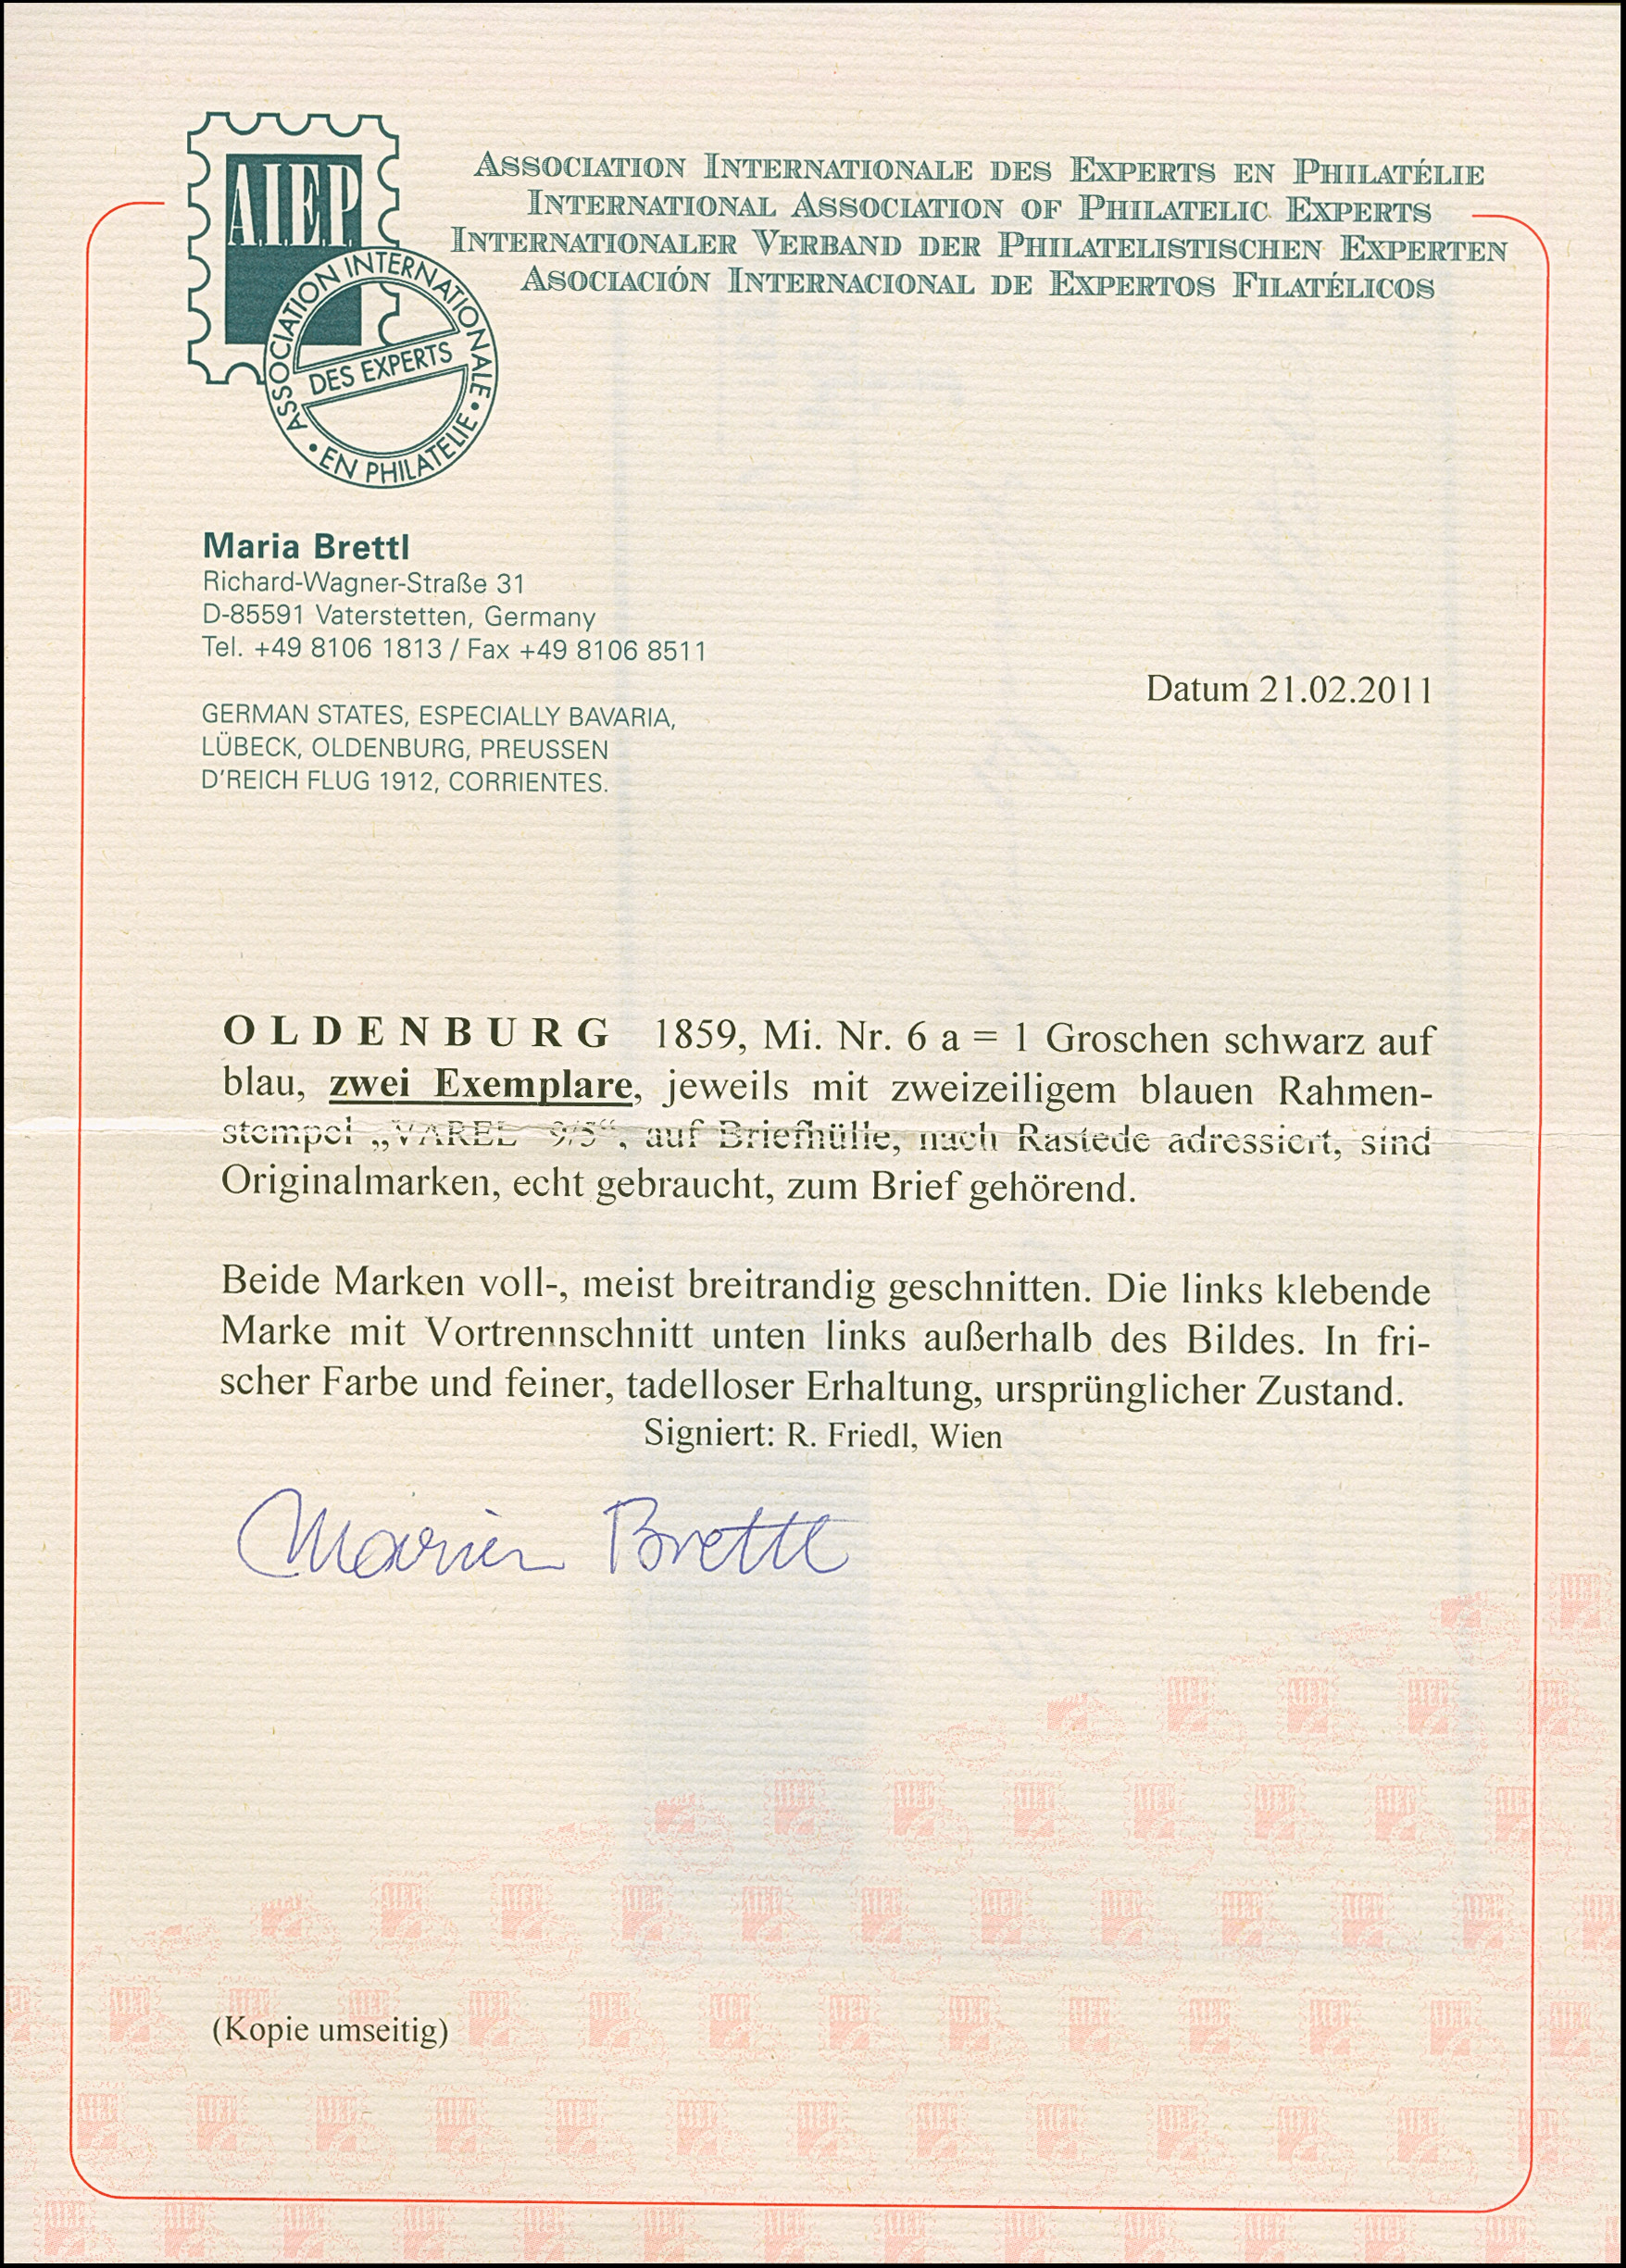 A.I.E.P.
ASSOCIATION INTERNATIONALE • DES EXPERTS • EN PHILATELIE •
ASSOCIATION INTERNATIONALE DES EXPERTS EN PHILATÉLIE
INTERNATIONAL ASSOCIATION OF PHILATELIC EXPERTS
INTERNATIONALER VERBAND DER PHILATELISTISCHEN EXPERTEN
ASOCIACIÓN INTERNACIONAL DE EXPERTOS FILATÉLICOS
Maria Brettl
Richard-Wagner-Straße 31
D-85591 Vaterstetten, Germany
Tel. +49 8106 1813 / Fax +49 8106 8511
Datum 21.02.2011
GERMAN STATES, ESPECIALLY BAVARIA,
LÜBECK, OLDENBURG, PREUSSEN
D'REICH FLUG 1912, CORRIENTES.
OLDENBURG 1859, Mi. Nr. 6 a = 1 Groschen schwarz auf
blau, zwei Exemplare, jeweils mit zweizeiligem blauen Rahmen-
stempel „VAREL 9/5“, auf Briefhülle, nach Rastede adressiert, sind
Originalmarken, echt gebraucht, zum Brief gehörend.
Beide Marken voll-, meist breitrandig geschnitten. Die links klebende
Marke mit Vortrennschnitt unten links außerhalb des Bildes. In fri-
scher Farbe und feiner, tadelloser Erhaltung, ursprünglicher Zustand.
Signiert: R. Friedl, Wien
Maria Brettl
(Kopie umseitig)